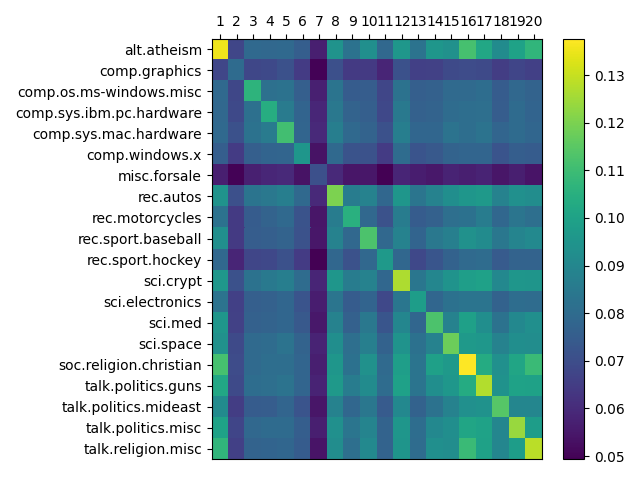 1 2 3 4 5 6 7 8 9 10 11 12 13 14 15 16 17 18 19 20
alt.atheism
comp.graphics
comp.os.ms-windows.misc
comp.sys.ibm.pc.hardware
comp.sys.mac.hardware
comp.windows.x
misc.forsale
rec.autos
rec.motorcycles
rec.sport.baseball
rec.sport.hockey
sci.crypt
sci.electronics
sci.med
sci.space
soc.religion.christian
talk.politics.guns
talk.politics.mideast
talk.politics.misc
talk.religion.misc
0.13
0.12
0.11
0.10
0.09
0.08
0.07
0.06
0.05